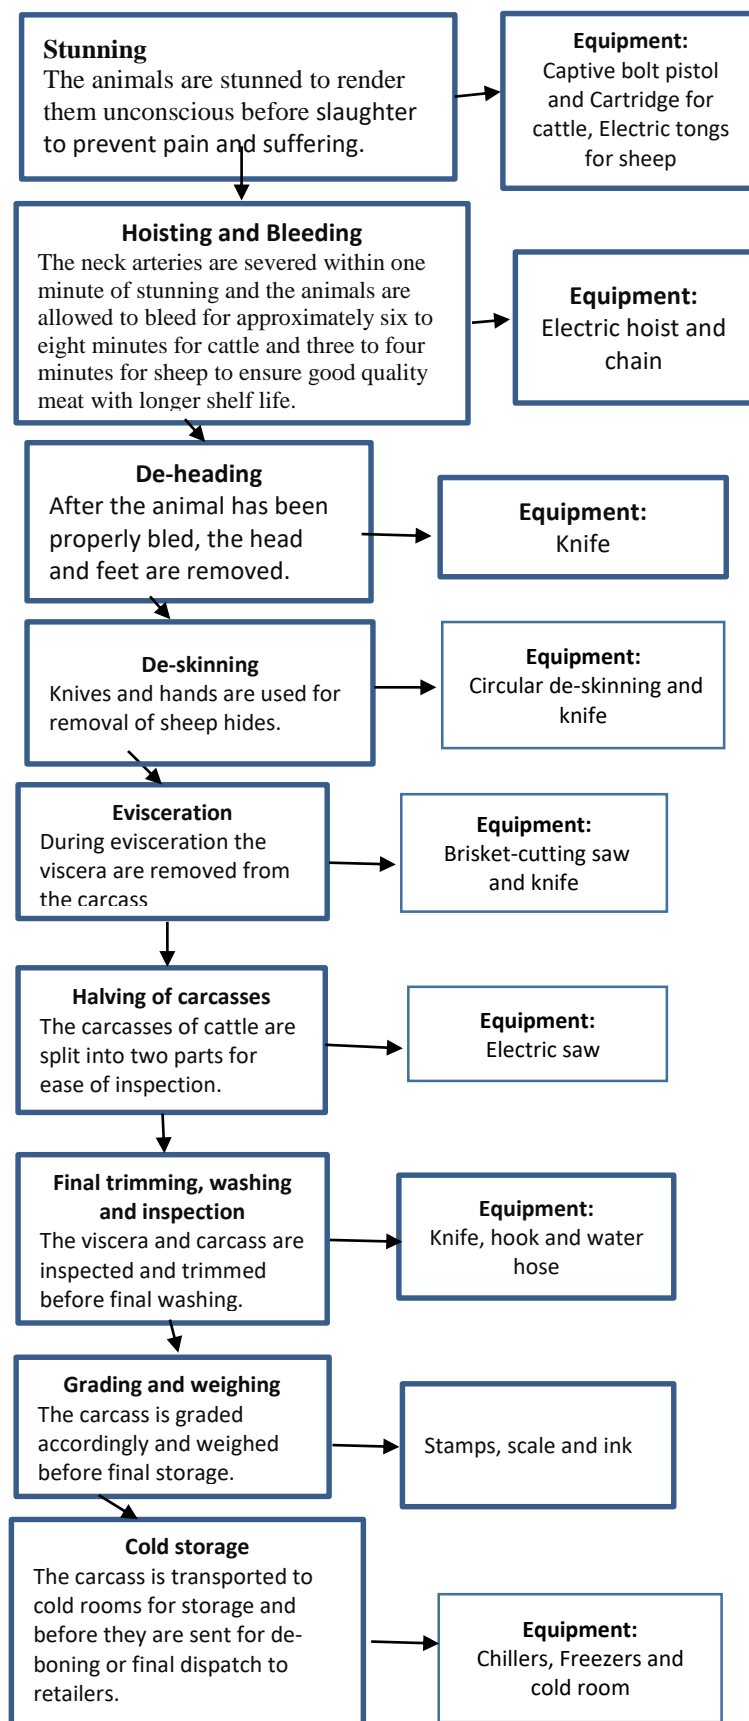 Stunning
The animals are stunned to render
them unconscious before slaughter
to prevent pain and suffering.
Equipment:
Captive bolt pistol
and Cartridge for
cattle, Electric tongs
for sheep
Hoisting and Bleeding
The neck arteries are severed within one
minute of stunning and the animals are
allowed to bleed for approximately six to
eight minutes for cattle and three to four
minutes for sheep to ensure good quality
meat with longer shelf life.
Equipment:
Electric hoist and
chain
De-heading
After the animal has been
properly bled, the head
and feet are removed.
Equipment:
Knife
De-skinning
Knives and hands are used for
removal of sheep hides.
Equipment:
Circular de-skinning and
knife
Evisceration
During evisceration the
viscera are removed from
the carcass
Equipment:
Brisket-cutting saw
and knife
Halving of carcasses
The carcasses of cattle are
split into two parts for
ease of inspection.
Equipment:
Electric saw
Final trimming, washing
and inspection
The viscera and carcass are
inspected and trimmed
before final washing.
Equipment:
Knife, hook and water
hose
Grading and weighing
The carcass is graded
accordingly and weighed
before final storage.
Stamps, scale and ink
Cold storage
The carcass is transported to
cold rooms for storage and
before they are sent for de-
boning or final dispatch to
retailers.
Equipment:
Chillers, Freezers and
cold room